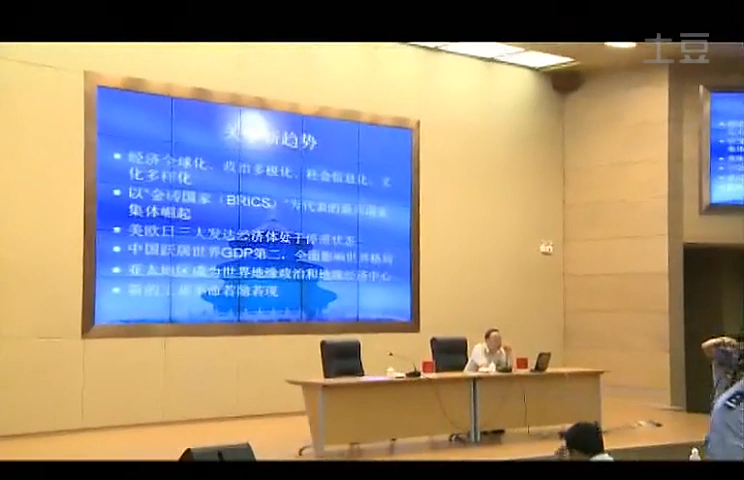 土豆
新趋势
经济全球化、政治多极化、社会信息化、文
化多样化
以"金砖国家（BRICS）"为代表的新兴国家
集体崛起
美欧日三大发达经济体处于停滞状态
中国跃居世界GDP第二，全面影响世界格局
亚太地区成为世界地缘政治和地缘经济中心
新的工业革命若隐若现